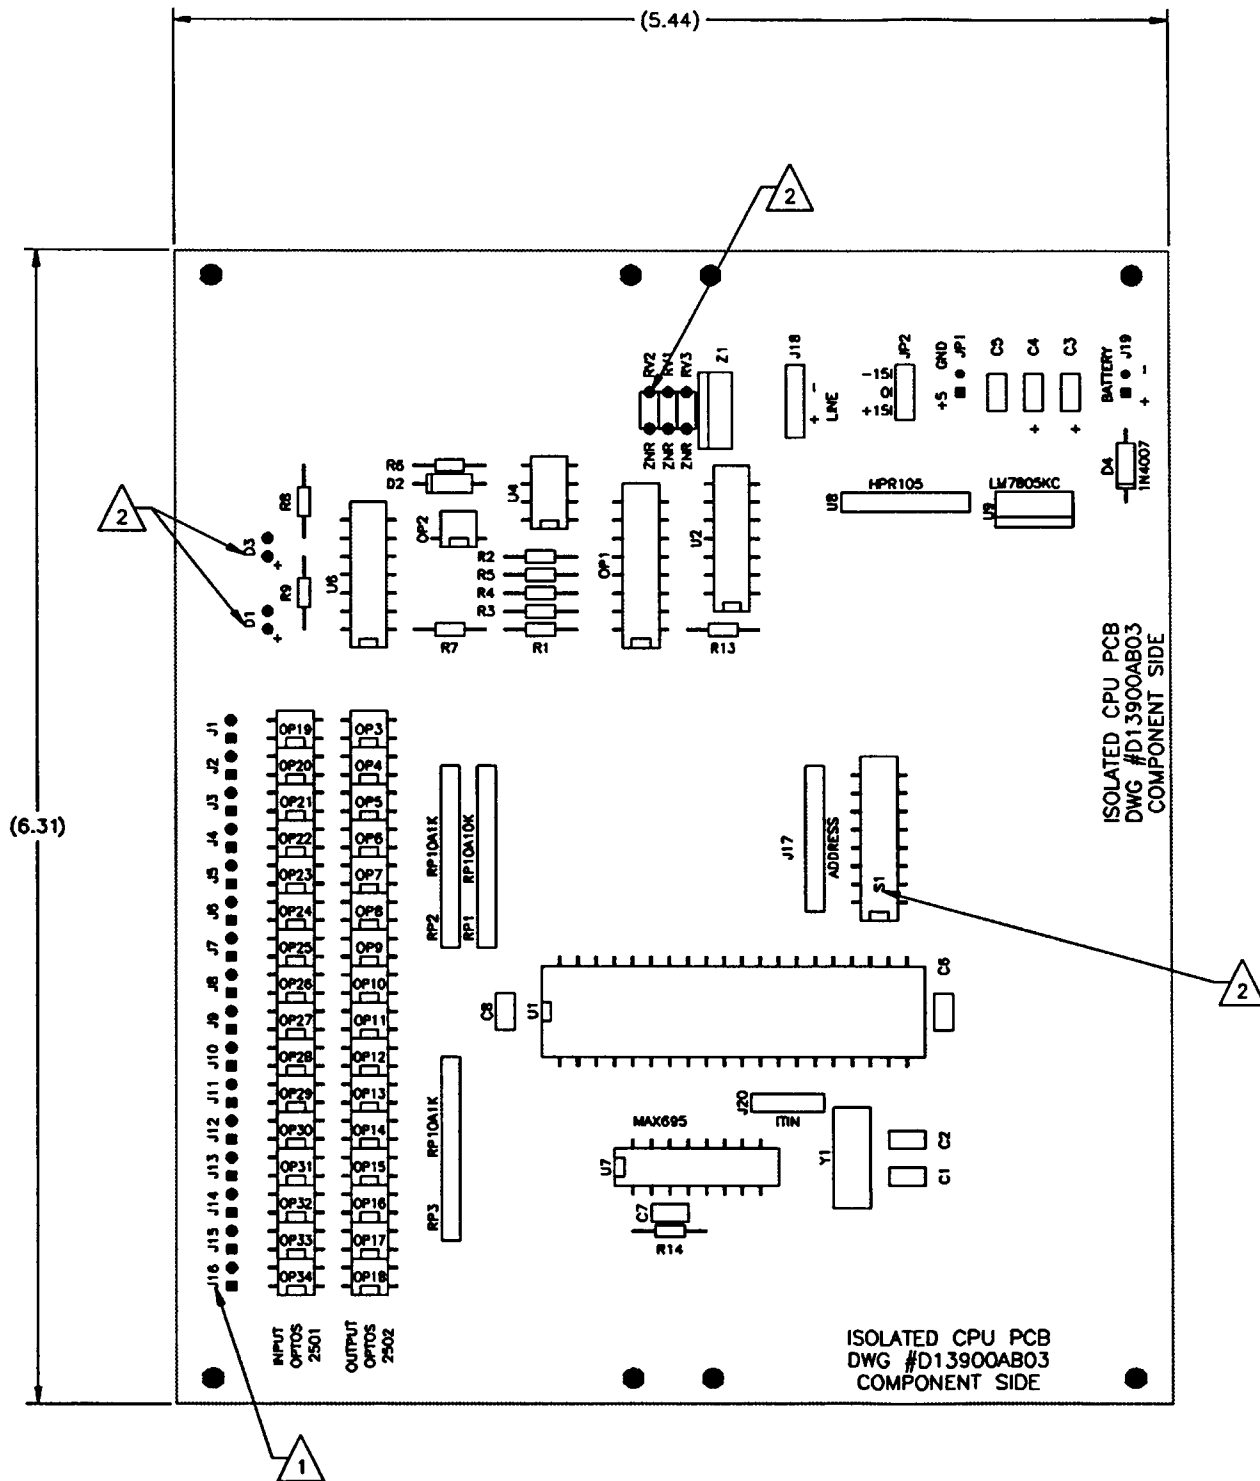 (5.44)
2
(6.31)
RV2
RV1
RV3
Z1
J18
- LINE +
JP2
-15I
0I
+15I
GND
JP1
+5
C5
C4
+
C3
+
BATTERY
J19
-
+
ZNR
ZNR
ZNR
D4
1N4007
2
R8
R6
D2
U4
OP2
U8
HPR105
LM7805KC
U9
D3
+
R9
D1
+
U6
R2
R5
R4
R3
R7
R1
OP1
U2
R13
ISOLATED CPU PCB
DWG #D13900AB03
COMPONENT SIDE
J1
OP19
OP3
J2
OP20
OP4
J3
OP21
OP5
J4
OP22
OP6
J5
OP23
OP7
J6
OP24
OP8
J7
OP25
OP9
J8
OP26
OP10
J9
OP27
OP11
J10
OP28
OP12
J11
OP29
OP13
J12
OP30
OP14
J13
OP31
OP15
J14
OP32
OP16
J15
OP33
OP17
J16
OP34
OP18
RP2
RP10A1K
RP1
RP10A10K
J17
ADDRESS
S1
2
C8
U1
C6
RP3
RP10A1K
MAX695
U7
J20
Y1
C2
C1
C7
R14
INPUT
OPTOS
2501
OUTPUT
OPTOS
2502
ISOLATED CPU PCB
DWG #D13900AB03
COMPONENT SIDE
1